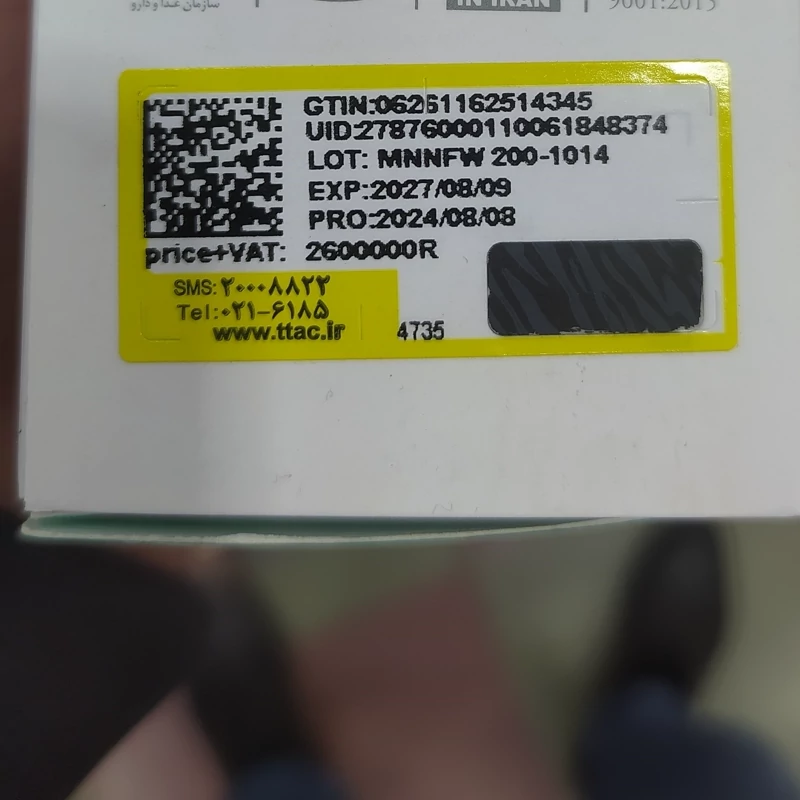 سازمان غذا و دارو
IN IRAN
9001:2015
GTIN:06261162514345
UID:27876000110061848374
LOT: MNNFW 200-1014
EXP:2027/08/09
PRO:2024/08/08
price+VAT: 2600000R
SMS:۲۰۰۰۸۸۲۲
Tel:۰۲۱-۶۱۸۵
www.ttac.ir
4735